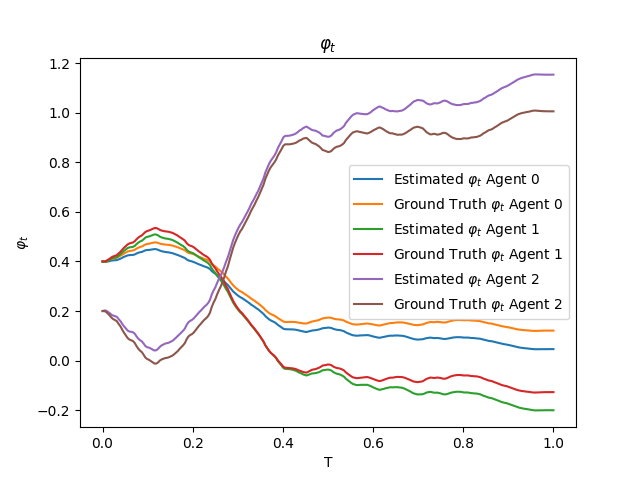 φt
1.2
1.0
0.8
0.6
0.4
0.2
0.0
−0.2
φt
Estimated φt Agent 0
Ground Truth φt Agent 0
Estimated φt Agent 1
Ground Truth φt Agent 1
Estimated φt Agent 2
Ground Truth φt Agent 2
0.0 0.2 0.4 0.6 0.8 1.0
T